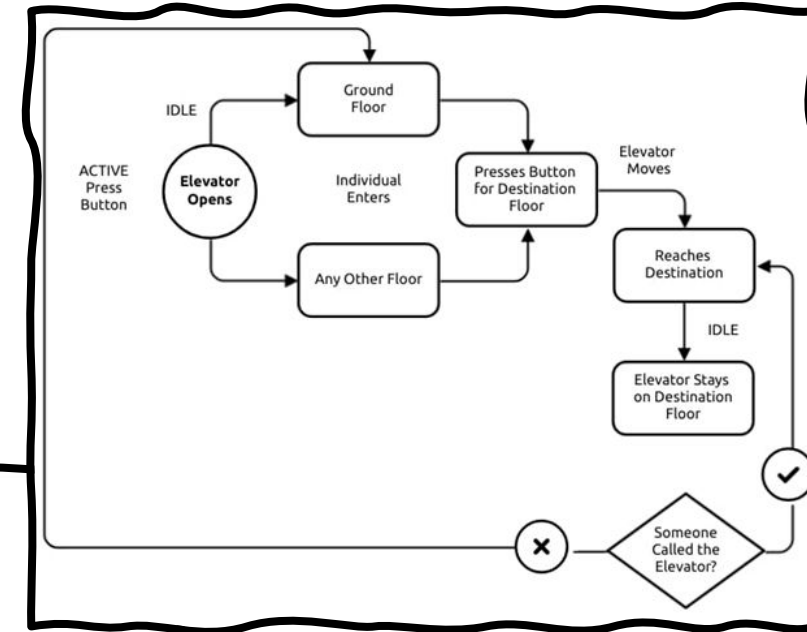 Ground
Floor
IDLE
ACTIVE
Press
Button
Elevator
Opens
Individual
Enters
Presses Button
for Destination
Floor
Elevator
Moves
Any Other Floor
Reaches
Destination
IDLE
Elevator Stays
on Destination
Floor
Someone
Called the
Elevator?